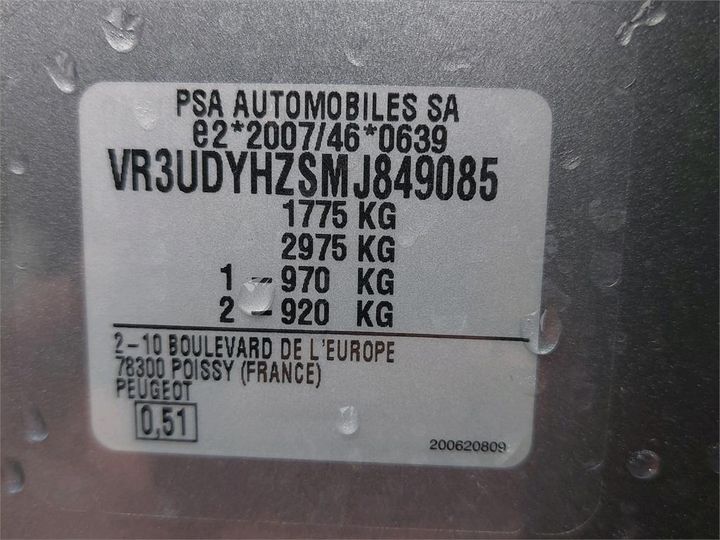 PSA AUTOMOBILES SA
e2*2007/46*0639
VR3UDYHZSMJ849085
1775 KG
2975 KG
1 - 970 KG
2 - 920 KG
2-10 BOULEVARD DE L'EUROPE
78300 POISSY (FRANCE)
PEUGEOT
0,51
200620809